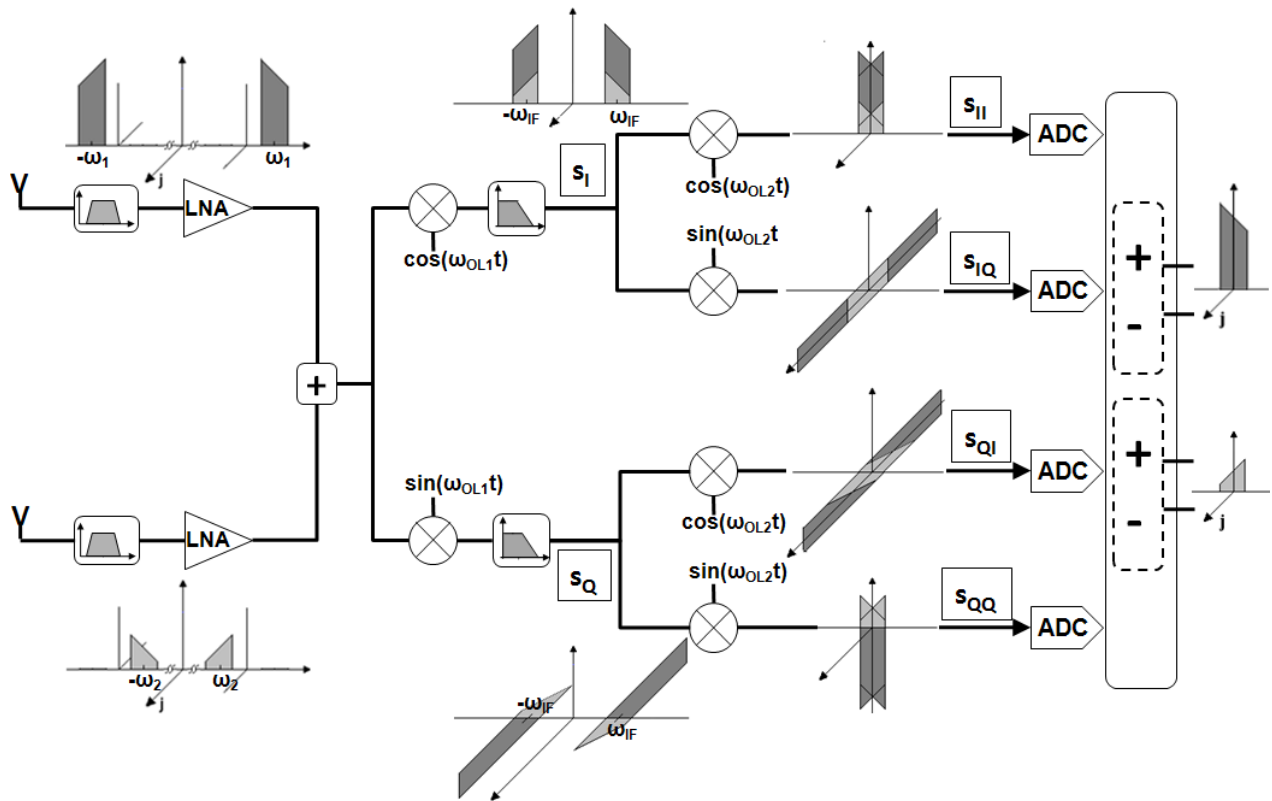 -ω1
ω1
j
-ωIF
ωIF
V
LNA
sI
cos(ωOL1t)
cos(ωOL2t)
sin(ωOL2t
sII
ADC
sIQ
ADC
+
-
j
+
sin(ωOL1t)
cos(ωOL2t)
sin(ωOL2t)
sQI
ADC
+
-
j
V
LNA
sQ
sQQ
ADC
-ω2
ω2
j
-ωIF
ωIF